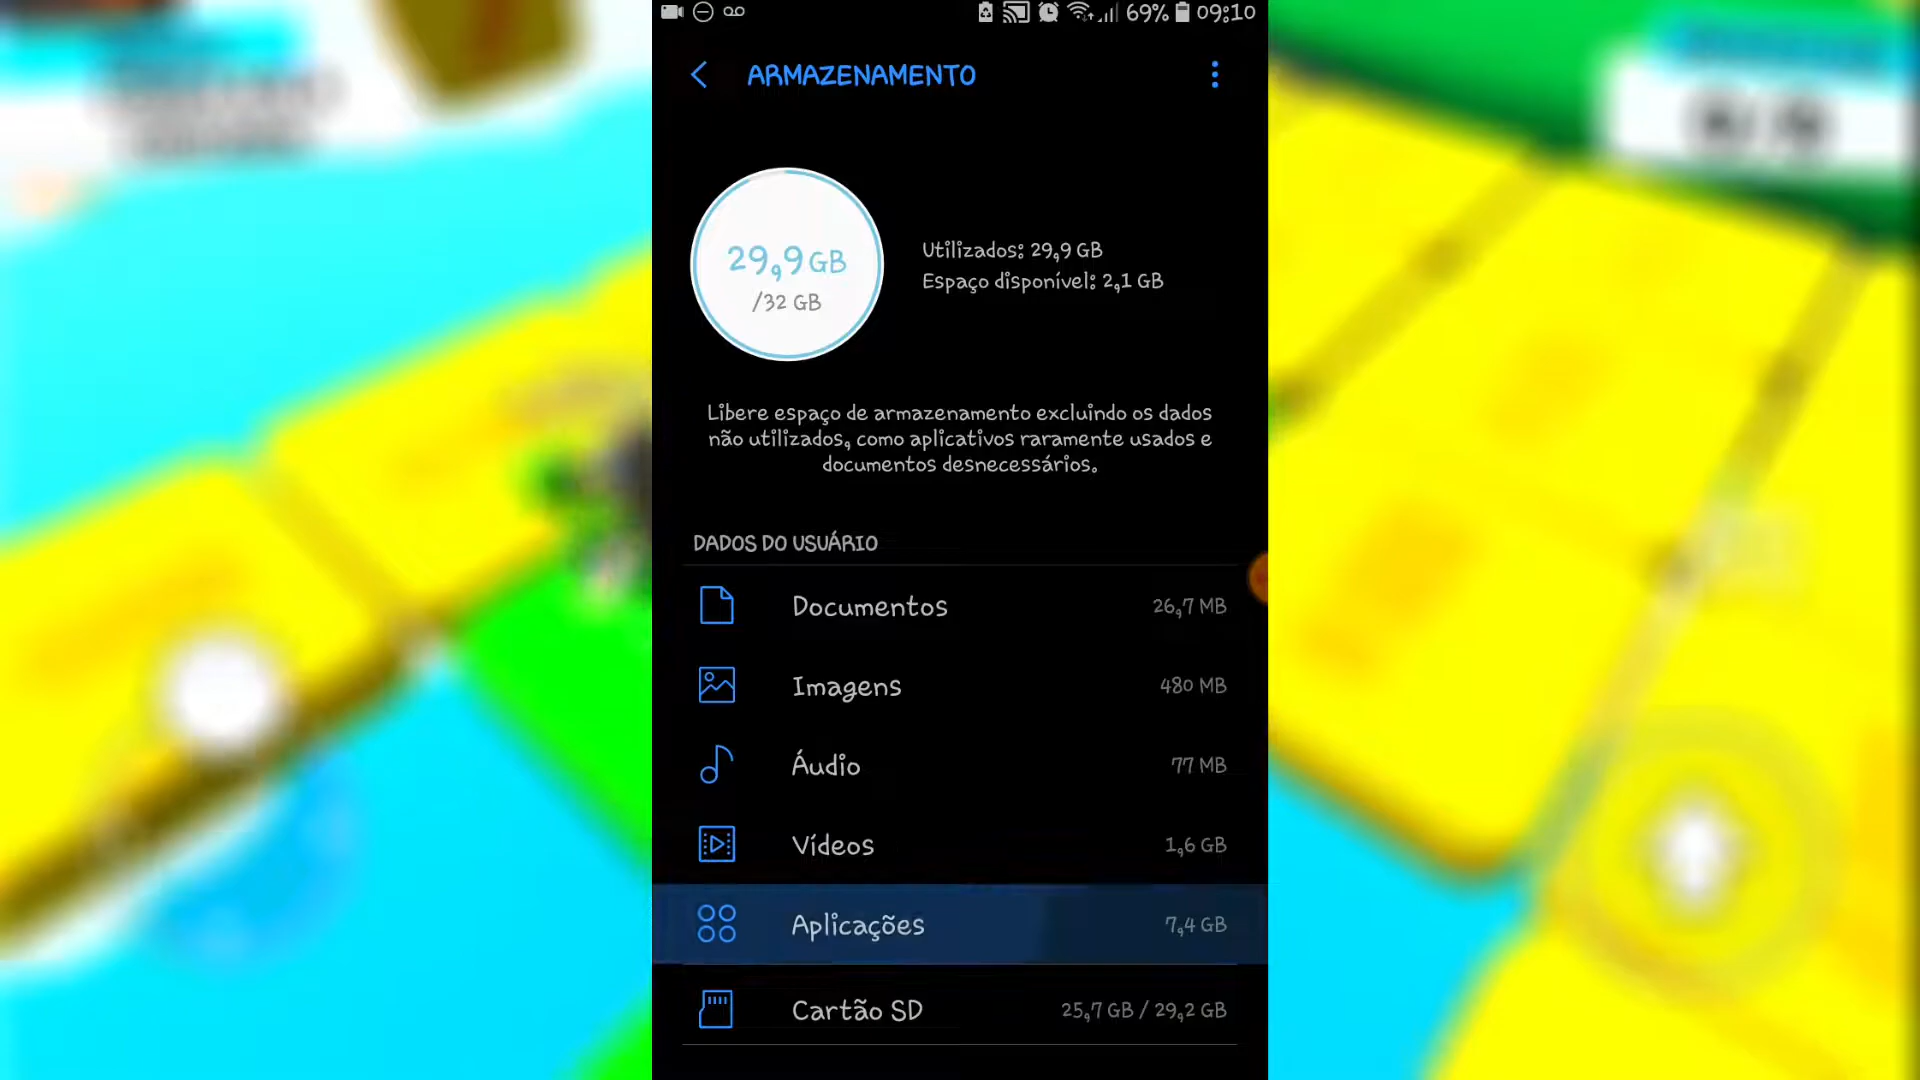 69% 09:10
ARMAZENAMENTO
29,9 GB
/32 GB
Utilizados: 29,9 GB
Espaço disponível: 2,1 GB
Libere espaço de armazenamento excluindo os dados
não utilizados, como aplicativos raramente usados e
documentos desnecessários.
DADOS DO USUÁRIO
Documentos 26,7 MB
Imagens 480 MB
Áudio 77 MB
Vídeos 1,6 GB
Aplicações 7,4 GB
Cartão SD 25,7 GB / 29,2 GB